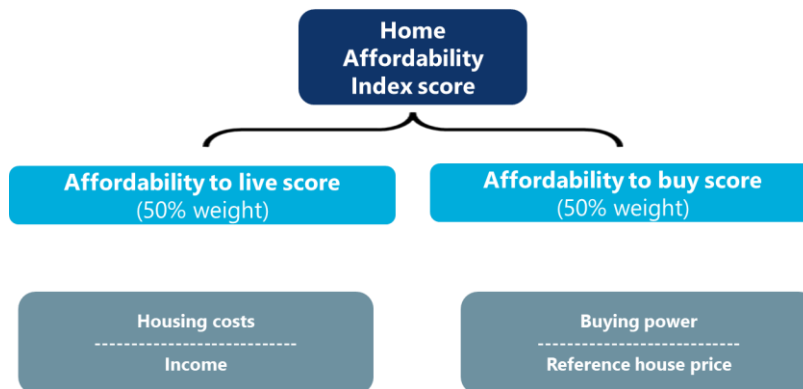 Home
Affordability
Index score
Affordability to live score
(50% weight)
Affordability to buy score
(50% weight)
Housing costs
Income
Buying power
Reference house price